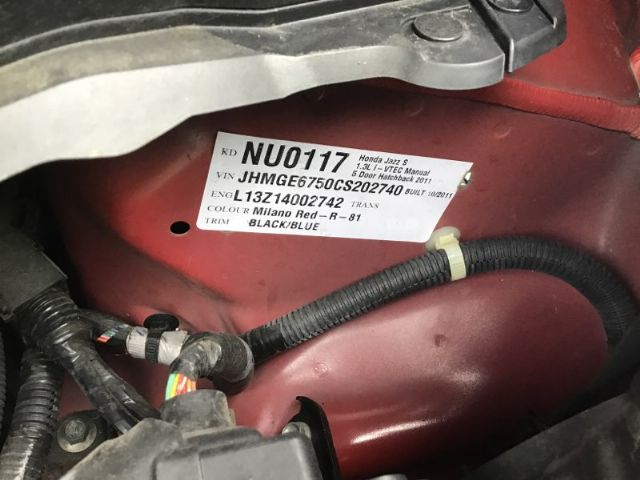 KD NU0117 Honda Jazz S
1.3L i-VTEC Manual
5 Door Hatchback 2011
VIN JHMGE6750CS202740 BUILT 10/2011
ENG L13Z14002742 TRANS
COLOUR Milano Red-R-81
TRIM BLACK/BLUE